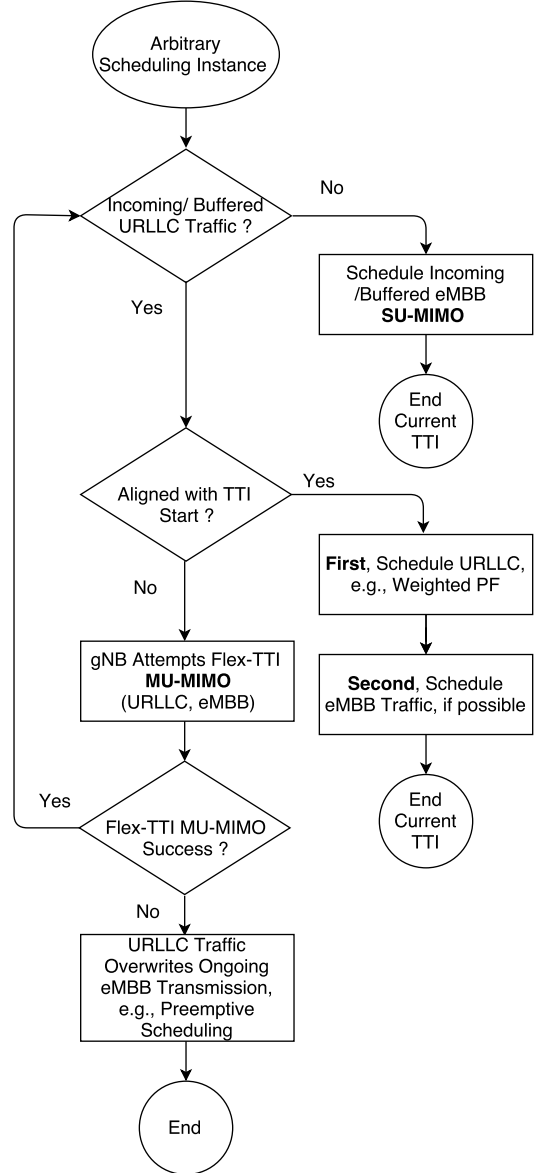 Arbitrary
Scheduling Instance
Incoming/ Buffered
URLLC Traffic ?
No
Schedule Incoming
/Buffered eMBB
SU-MIMO
End
Current
TTI
Yes
Aligned with TTI
Start ?
Yes
First, Schedule URLLC,
e.g., Weighted PF
Second, Schedule
eMBB Traffic, if possible
End
Current
TTI
No
gNB Attempts Flex-TTI
MU-MIMO
(URLLC, eMBB)
Flex-TTI MU-MIMO
Success ?
Yes
No
URLLC Traffic
Overwrites Ongoing
eMBB Transmission,
e.g., Preemptive
Scheduling
End